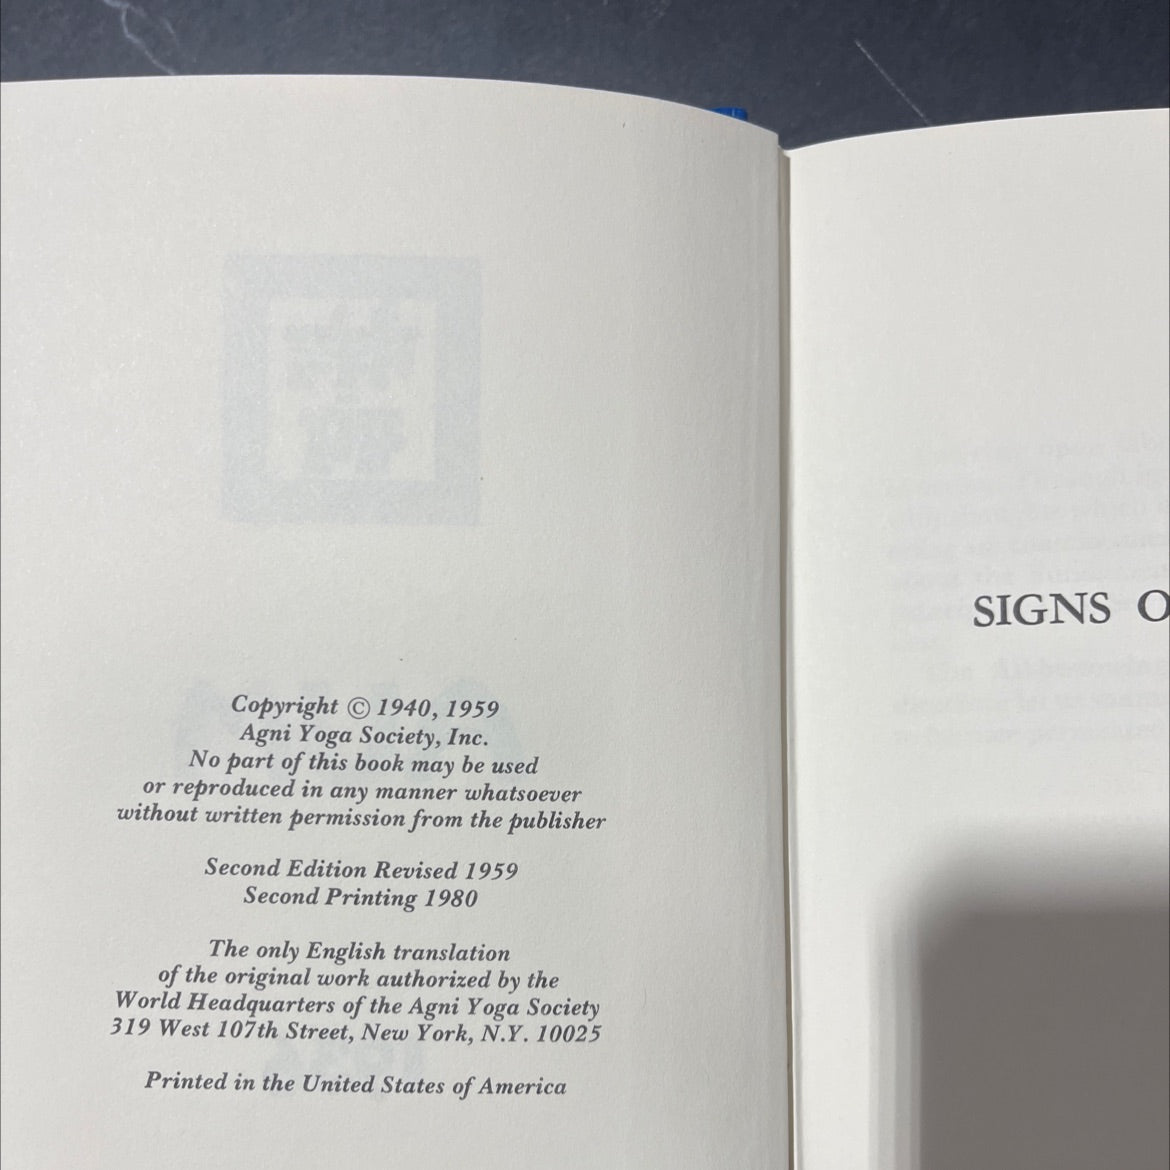 Copyright © 1940, 1959
Agni Yoga Society, Inc.
No part of this book may be used
or reproduced in any manner whatsoever
without written permission from the publisher
Second Edition Revised 1959
Second Printing 1980
The only English translation
of the original work authorized by the
World Headquarters of the Agni Yoga Society
319 West 107th Street, New York, N.Y. 10025
Printed in the United States of America
SIGNS O